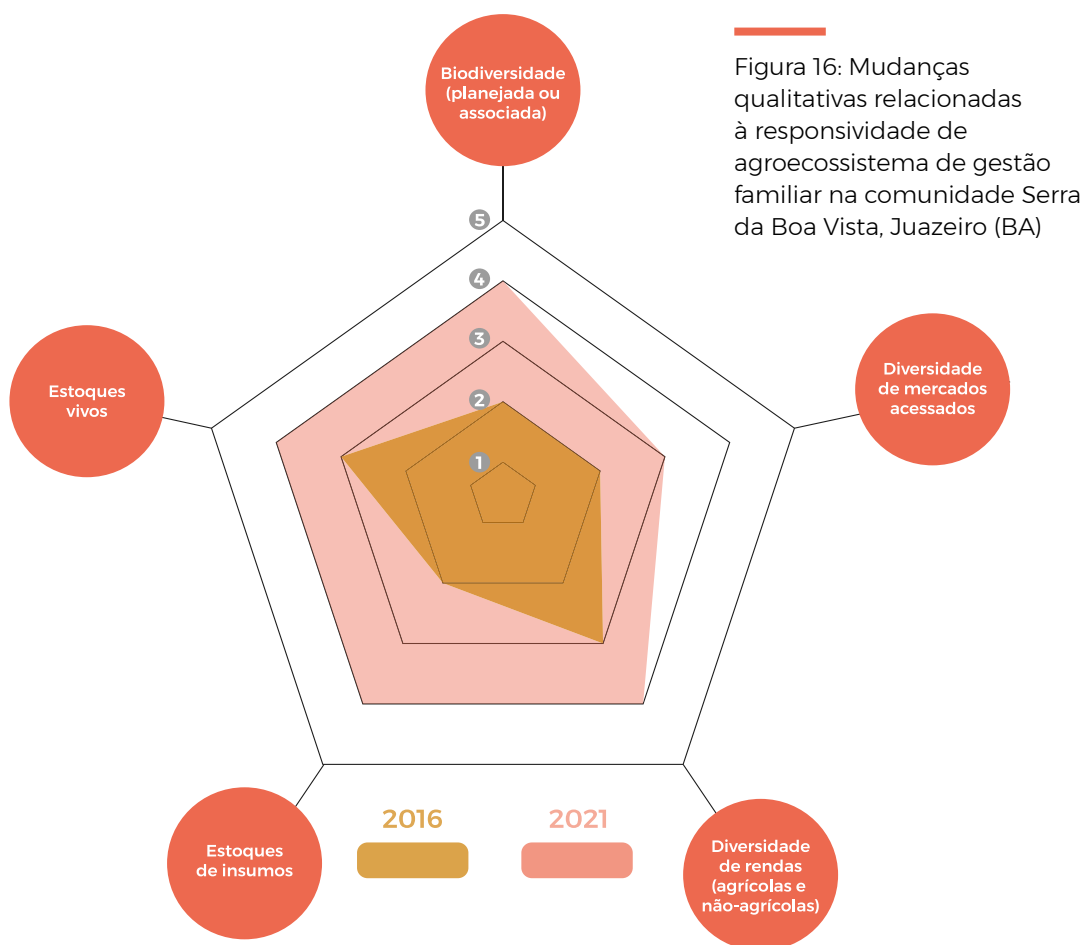 Figura 16: Mudanças
qualitativas relacionadas
à responsividade de
agroecossistema de gestão
familiar na comunidade Serra
da Boa Vista, Juazeiro (BA)
Biodiversidade
(planejada ou
associada)
5
4
3
2
1
Estoques
vivos
Diversidade
de mercados
acessados
Estoques
de insumos
2016
2021
Diversidade
de rendas
(agrícolas e
não-agrícolas)